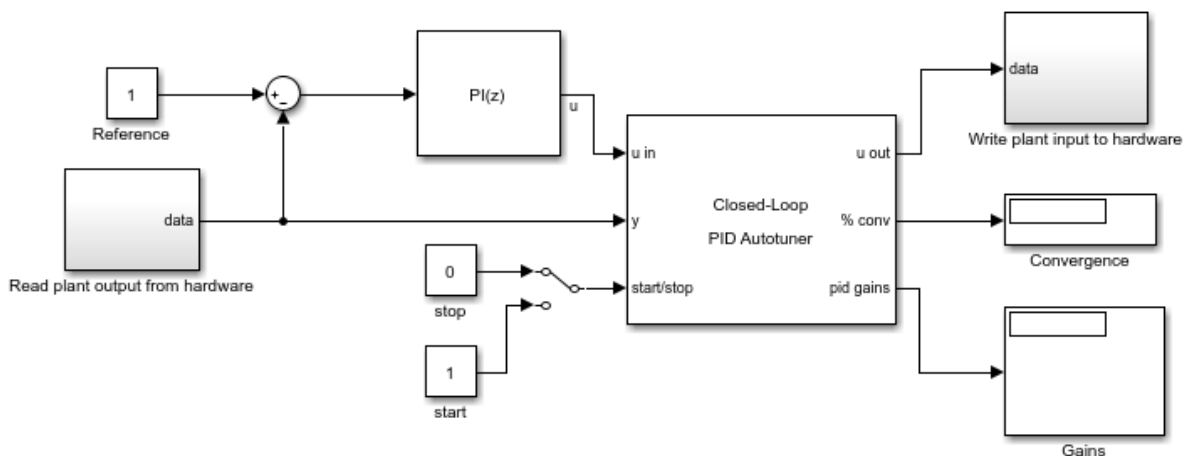 1
Reference
+
−
PI(z)
u
data
Write plant input to hardware
data
Read plant output from hardware
u in
y
start/stop
Closed-Loop
PID Autotuner
u out
% conv
pid gains
0
stop
1
start
Convergence
Gains